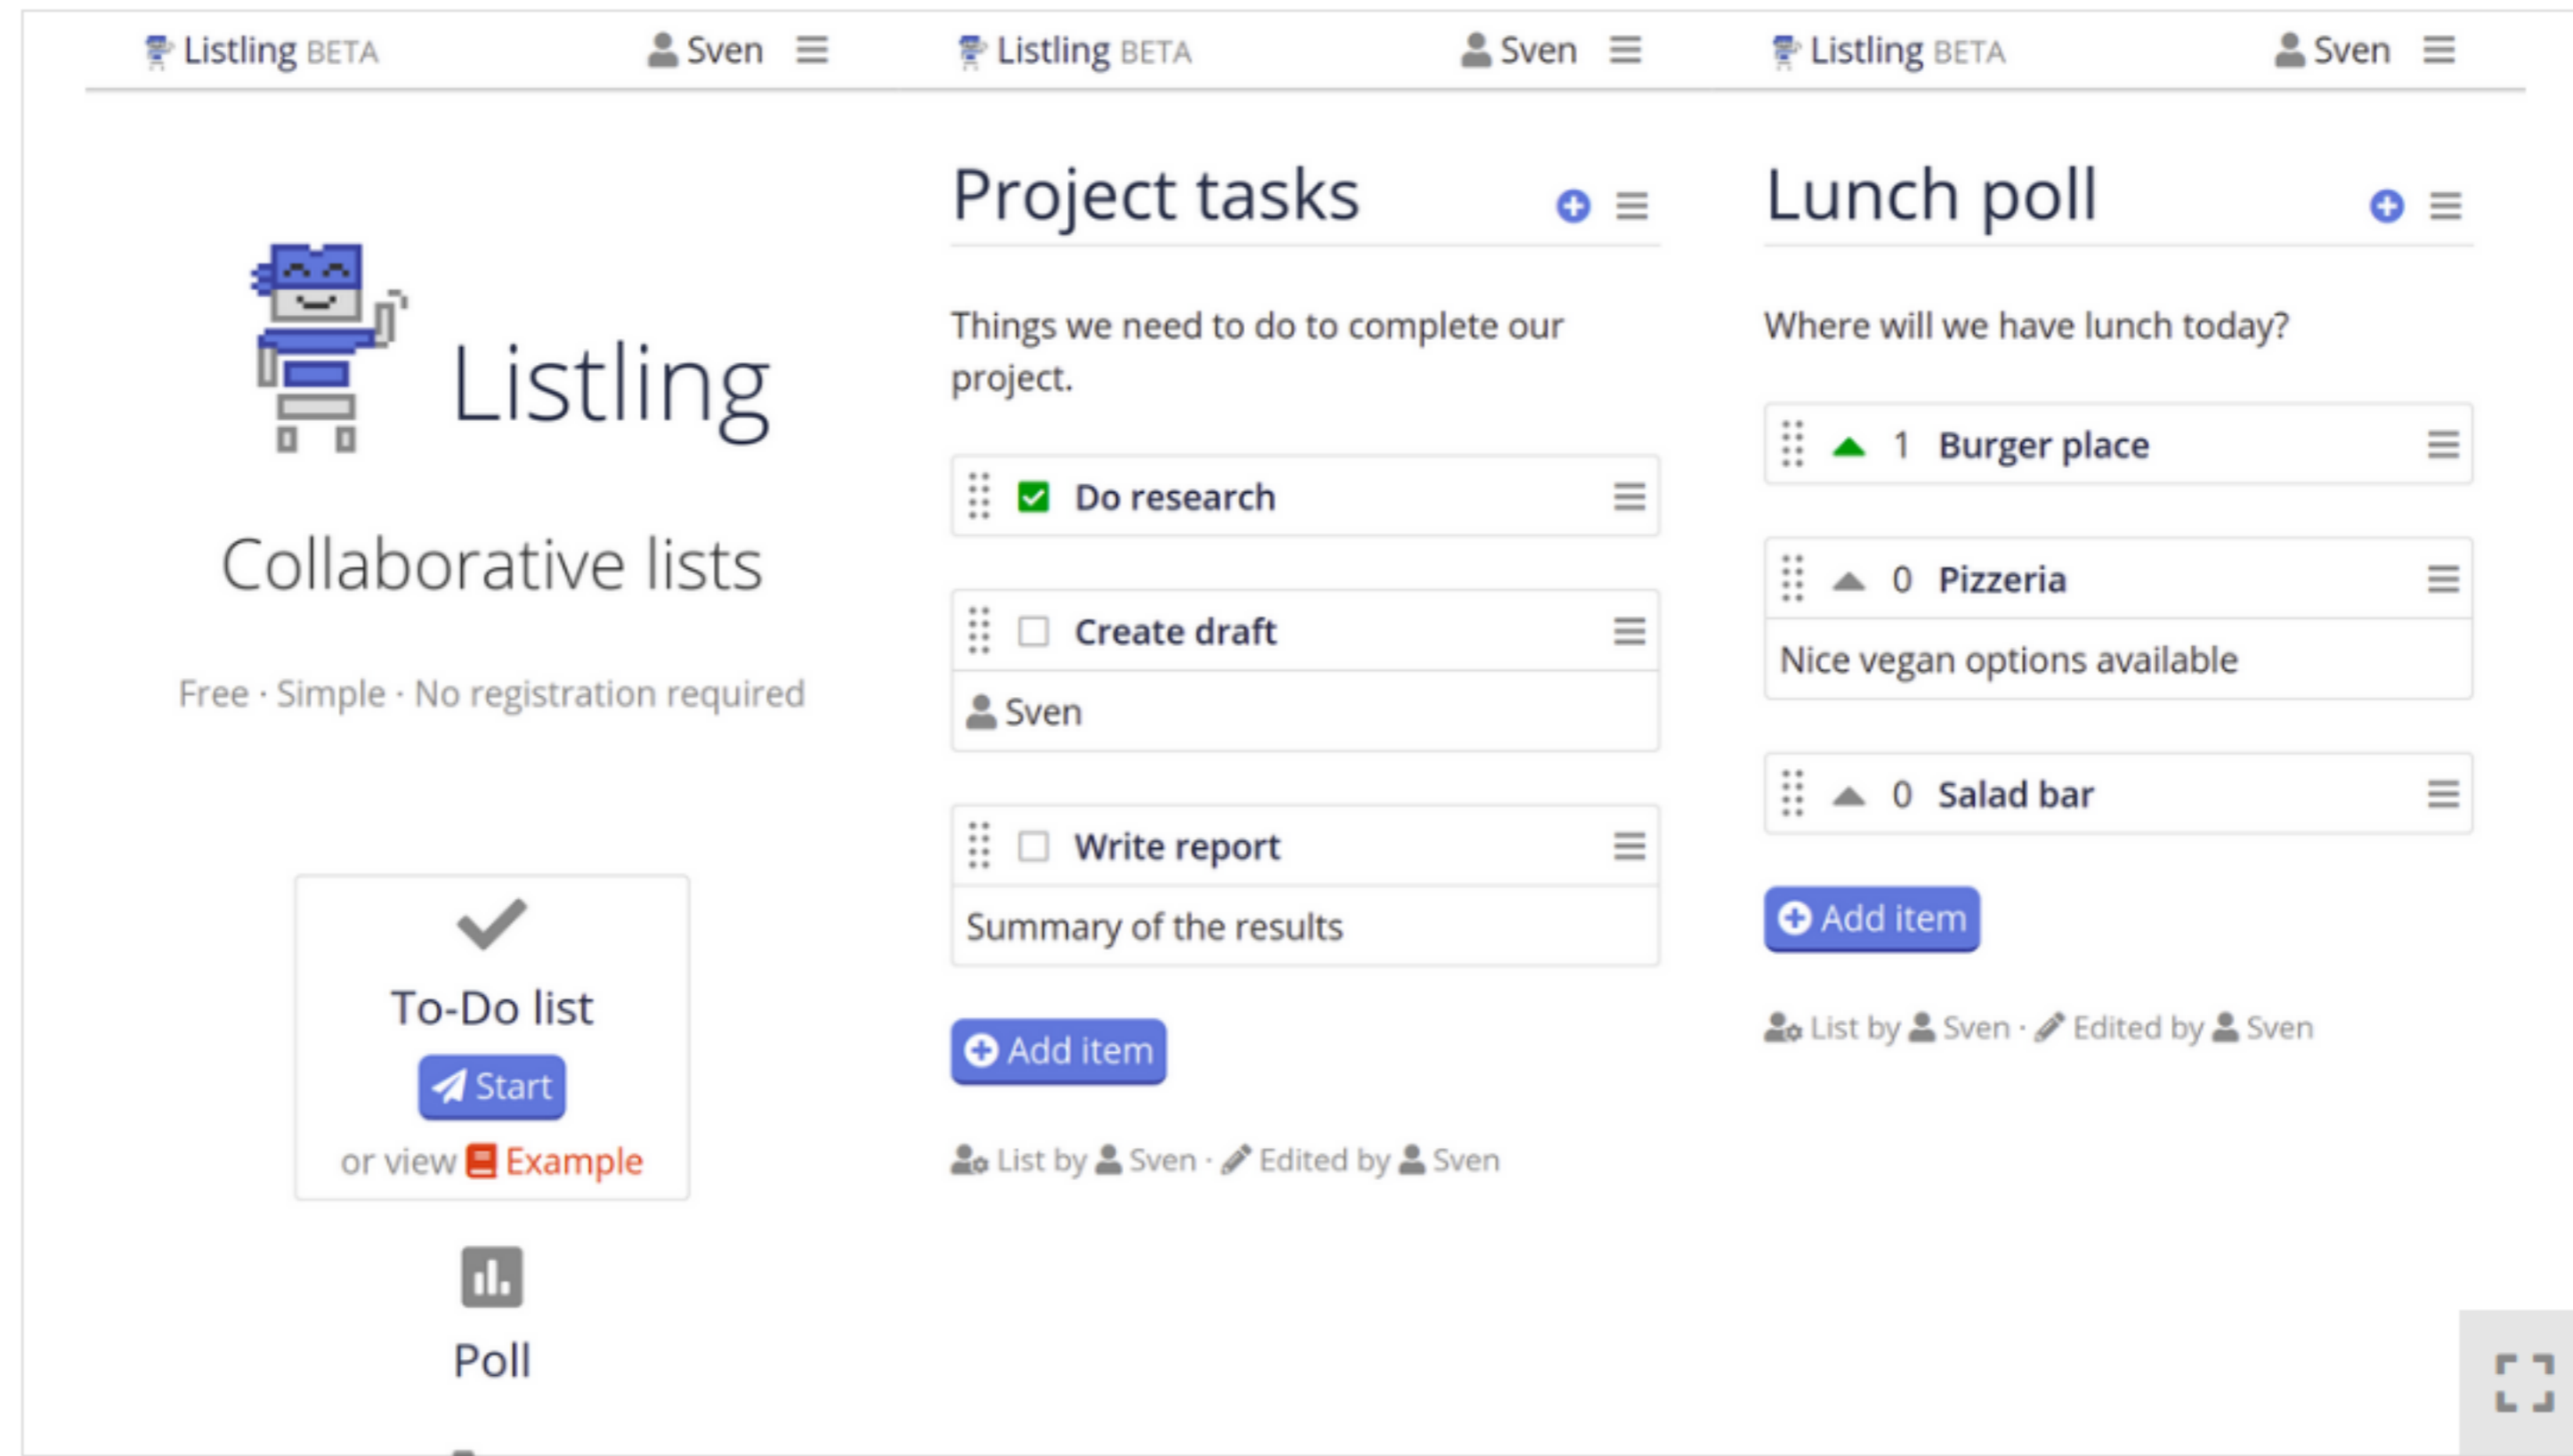 Listling BETA Sven
Listling
Collaborative lists
Free · Simple · No registration required
To-Do list
Start
or view Example
Poll
Listling BETA Sven
Project tasks
Things we need to do to complete our
project.
Do research
Create draft
Sven
Write report
Summary of the results
Add item
List by Sven · Edited by Sven
Listling BETA Sven
Lunch poll
Where will we have lunch today?
1 Burger place
0 Pizzeria
Nice vegan options available
0 Salad bar
Add item
List by Sven · Edited by Sven